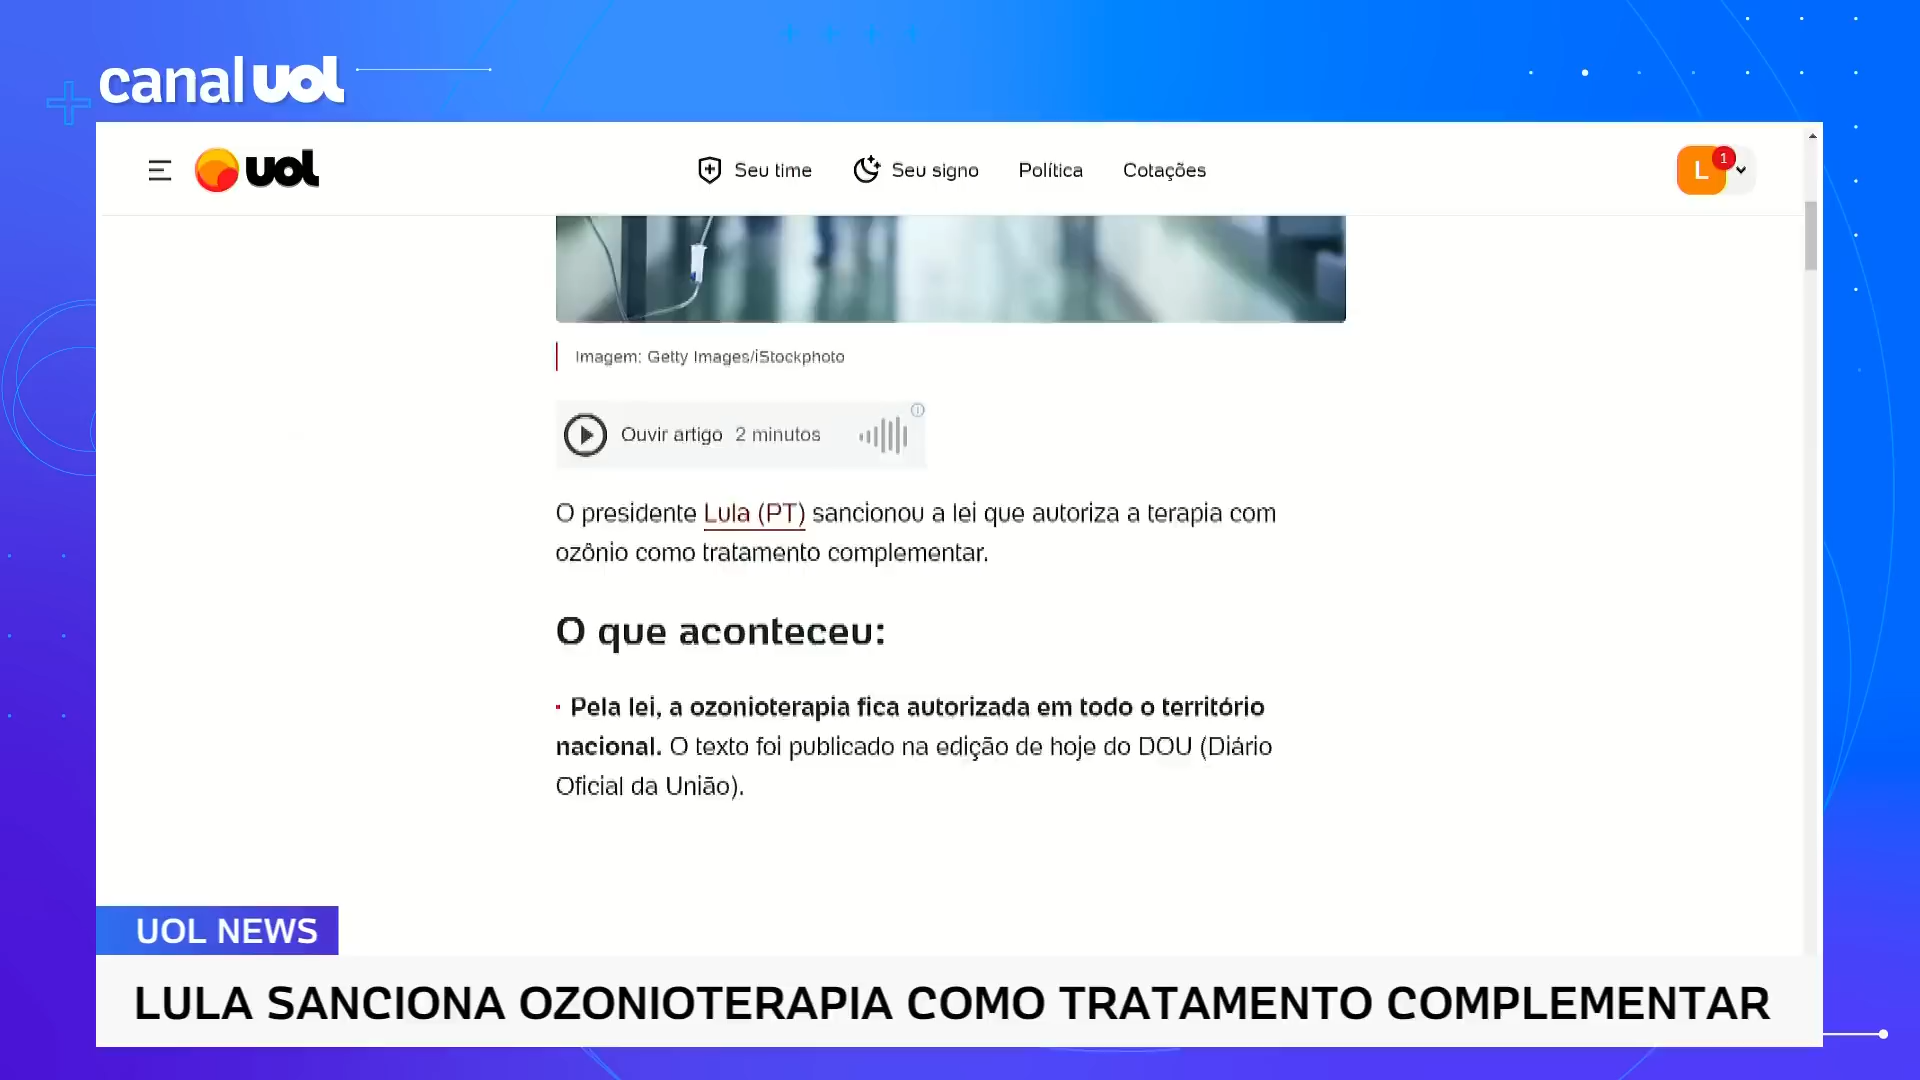 canal uol
uol
Seu time
Seu signo
Política
Cotações
L
1
Imagem: Getty Images/iStockphoto
Ouvir artigo 2 minutos
O presidente Lula (PT) sancionou a lei que autoriza a terapia com
ozônio como tratamento complementar.
O que aconteceu:
· Pela lei, a ozonioterapia fica autorizada em todo o território
nacional. O texto foi publicado na edição de hoje do DOU (Diário
Oficial da União).
UOL NEWS
LULA SANCIONA OZONIOTERAPIA COMO TRATAMENTO COMPLEMENTAR